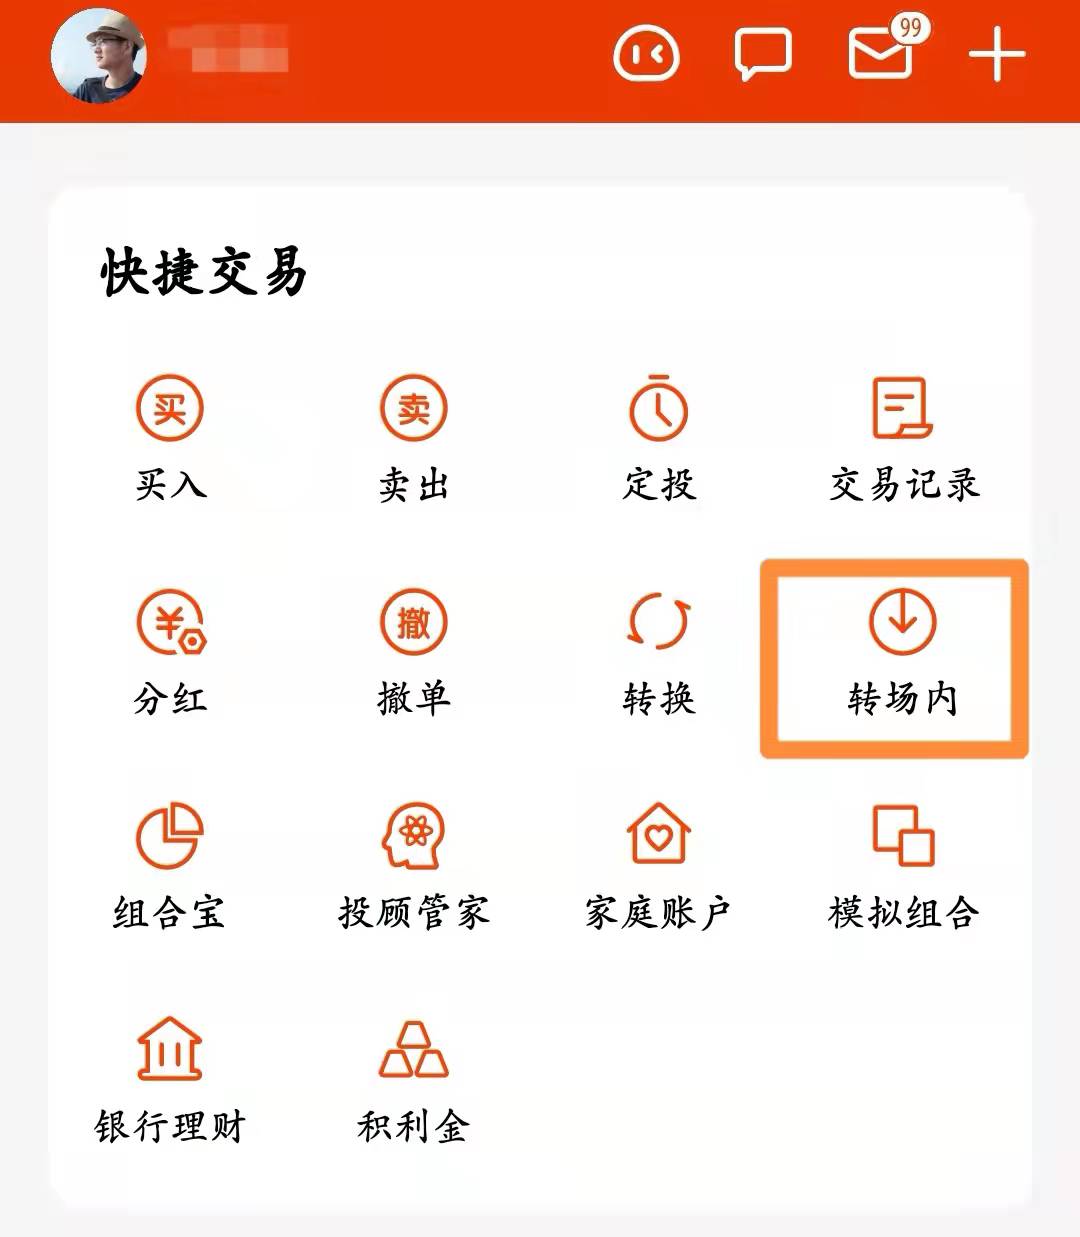 99
快捷交易
买 卖
买入 卖出 定投 交易记录
撤
分红 撤单 转换 转场内
组合宝 投顾管家 家庭账户 模拟组合
银行理财 积利金